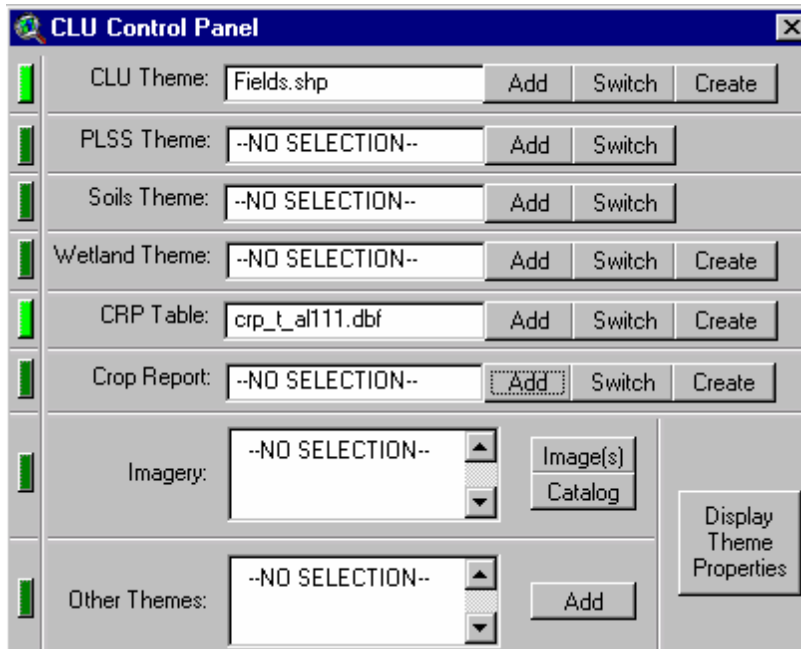 CLU Control Panel
CLU Theme: Fields.shp Add Switch Create
PLSS Theme: --NO SELECTION-- Add Switch
Soils Theme: --NO SELECTION-- Add Switch
Wetland Theme: --NO SELECTION-- Add Switch Create
CRP Table: crp_t_al111.dbf Add Switch Create
Crop Report: --NO SELECTION-- Add Switch Create
Imagery: --NO SELECTION-- Image(s)
Catalog
Display
Theme
Properties
Other Themes: --NO SELECTION-- Add